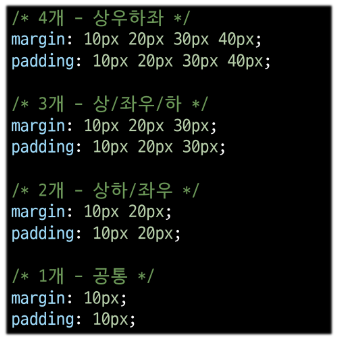 /* 4개 - 상우하좌 */
margin: 10px 20px 30px 40px;
padding: 10px 20px 30px 40px;
/* 3개 - 상/좌우/하 */
margin: 10px 20px 30px;
padding: 10px 20px 30px;
/* 2개 - 상하/좌우 */
margin: 10px 20px;
padding: 10px 20px;
/* 1개 - 공통 */
margin: 10px;
padding: 10px;